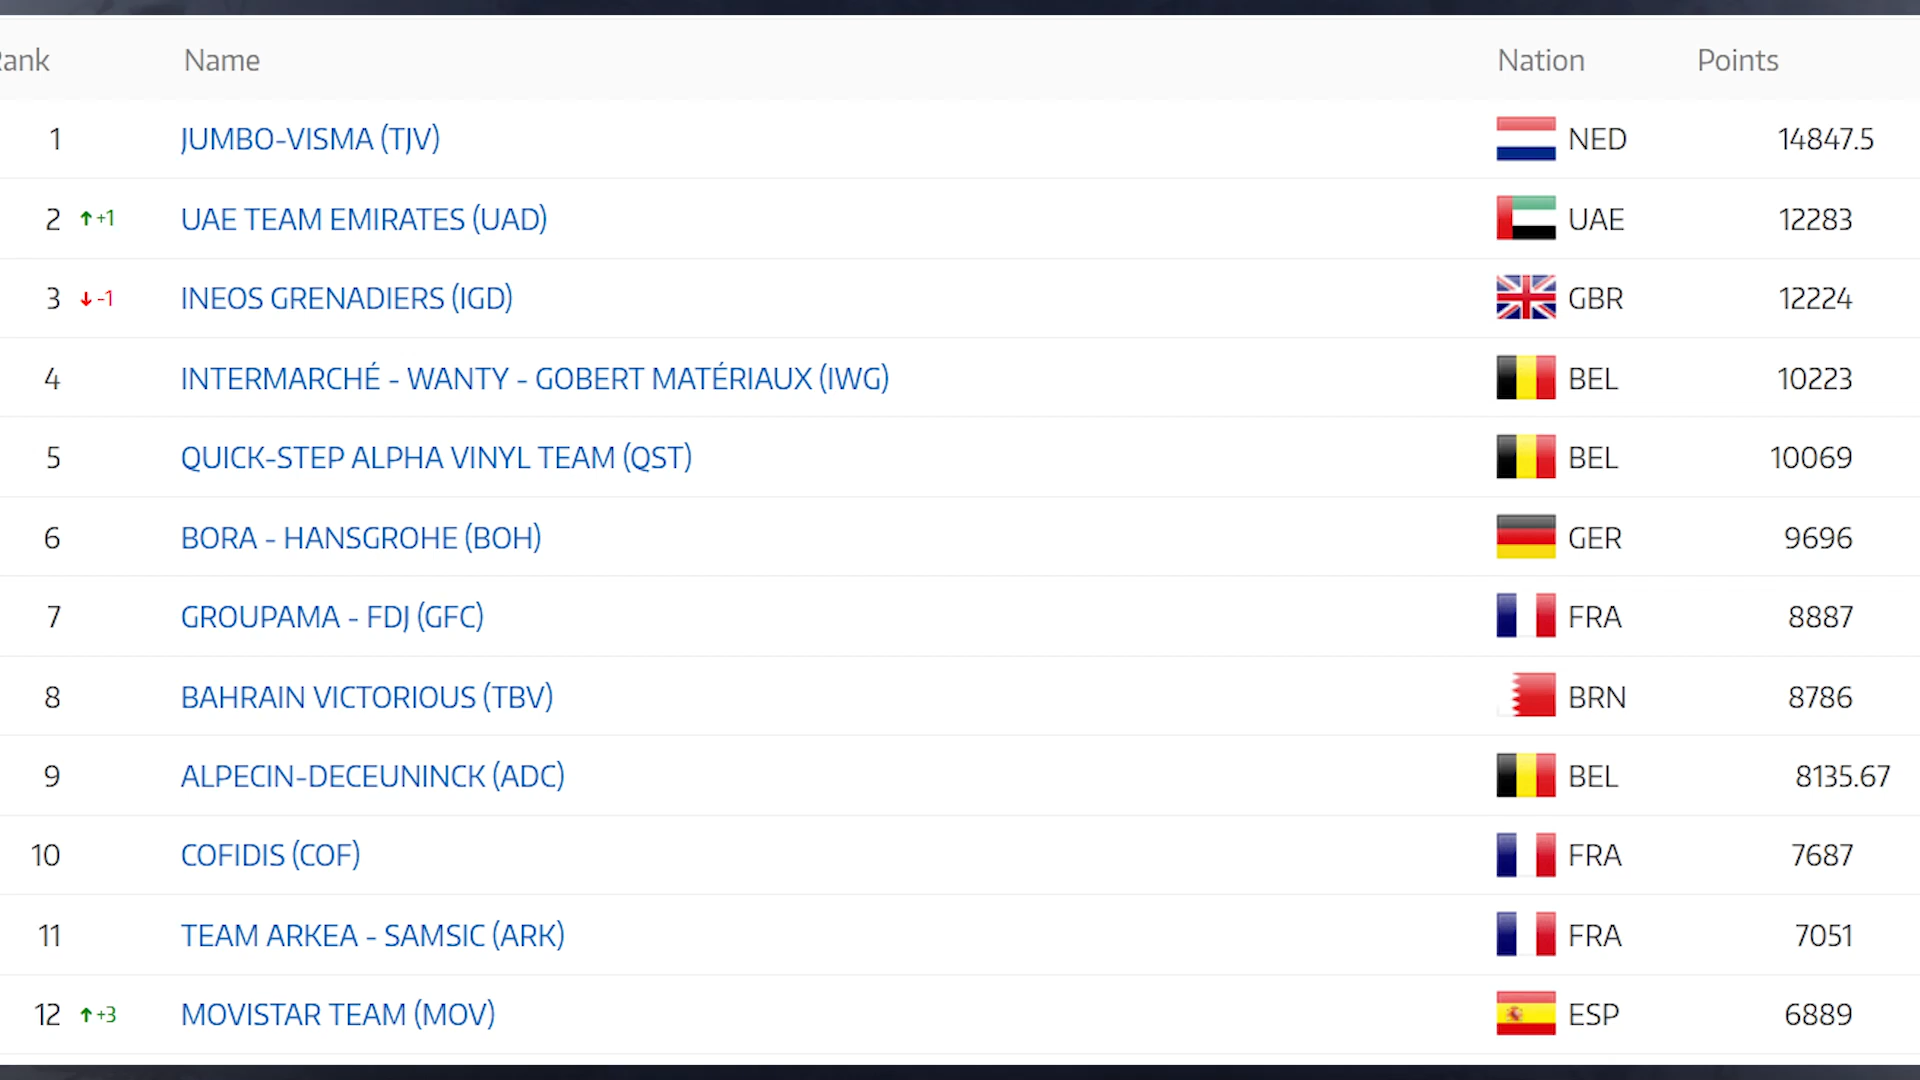 Rank Name Nation Points
1 JUMBO-VISMA (TJV) NED 14847.5
2 ↑+1 UAE TEAM EMIRATES (UAD) UAE 12283
3 ↓-1 INEOS GRENADIERS (IGD) GBR 12224
4 INTERMARCHÉ - WANTY - GOBERT MATÉRIAUX (IWG) BEL 10223
5 QUICK-STEP ALPHA VINYL TEAM (QST) BEL 10069
6 BORA - HANSGROHE (BOH) GER 9696
7 GROUPAMA - FDJ (GFC) FRA 8887
8 BAHRAIN VICTORIOUS (TBV) BRN 8786
9 ALPECIN-DECEUNINCK (ADC) BEL 8135.67
10 COFIDIS (COF) FRA 7687
11 TEAM ARKEA - SAMSIC (ARK) FRA 7051
12 ↑+3 MOVISTAR TEAM (MOV) ESP 6889